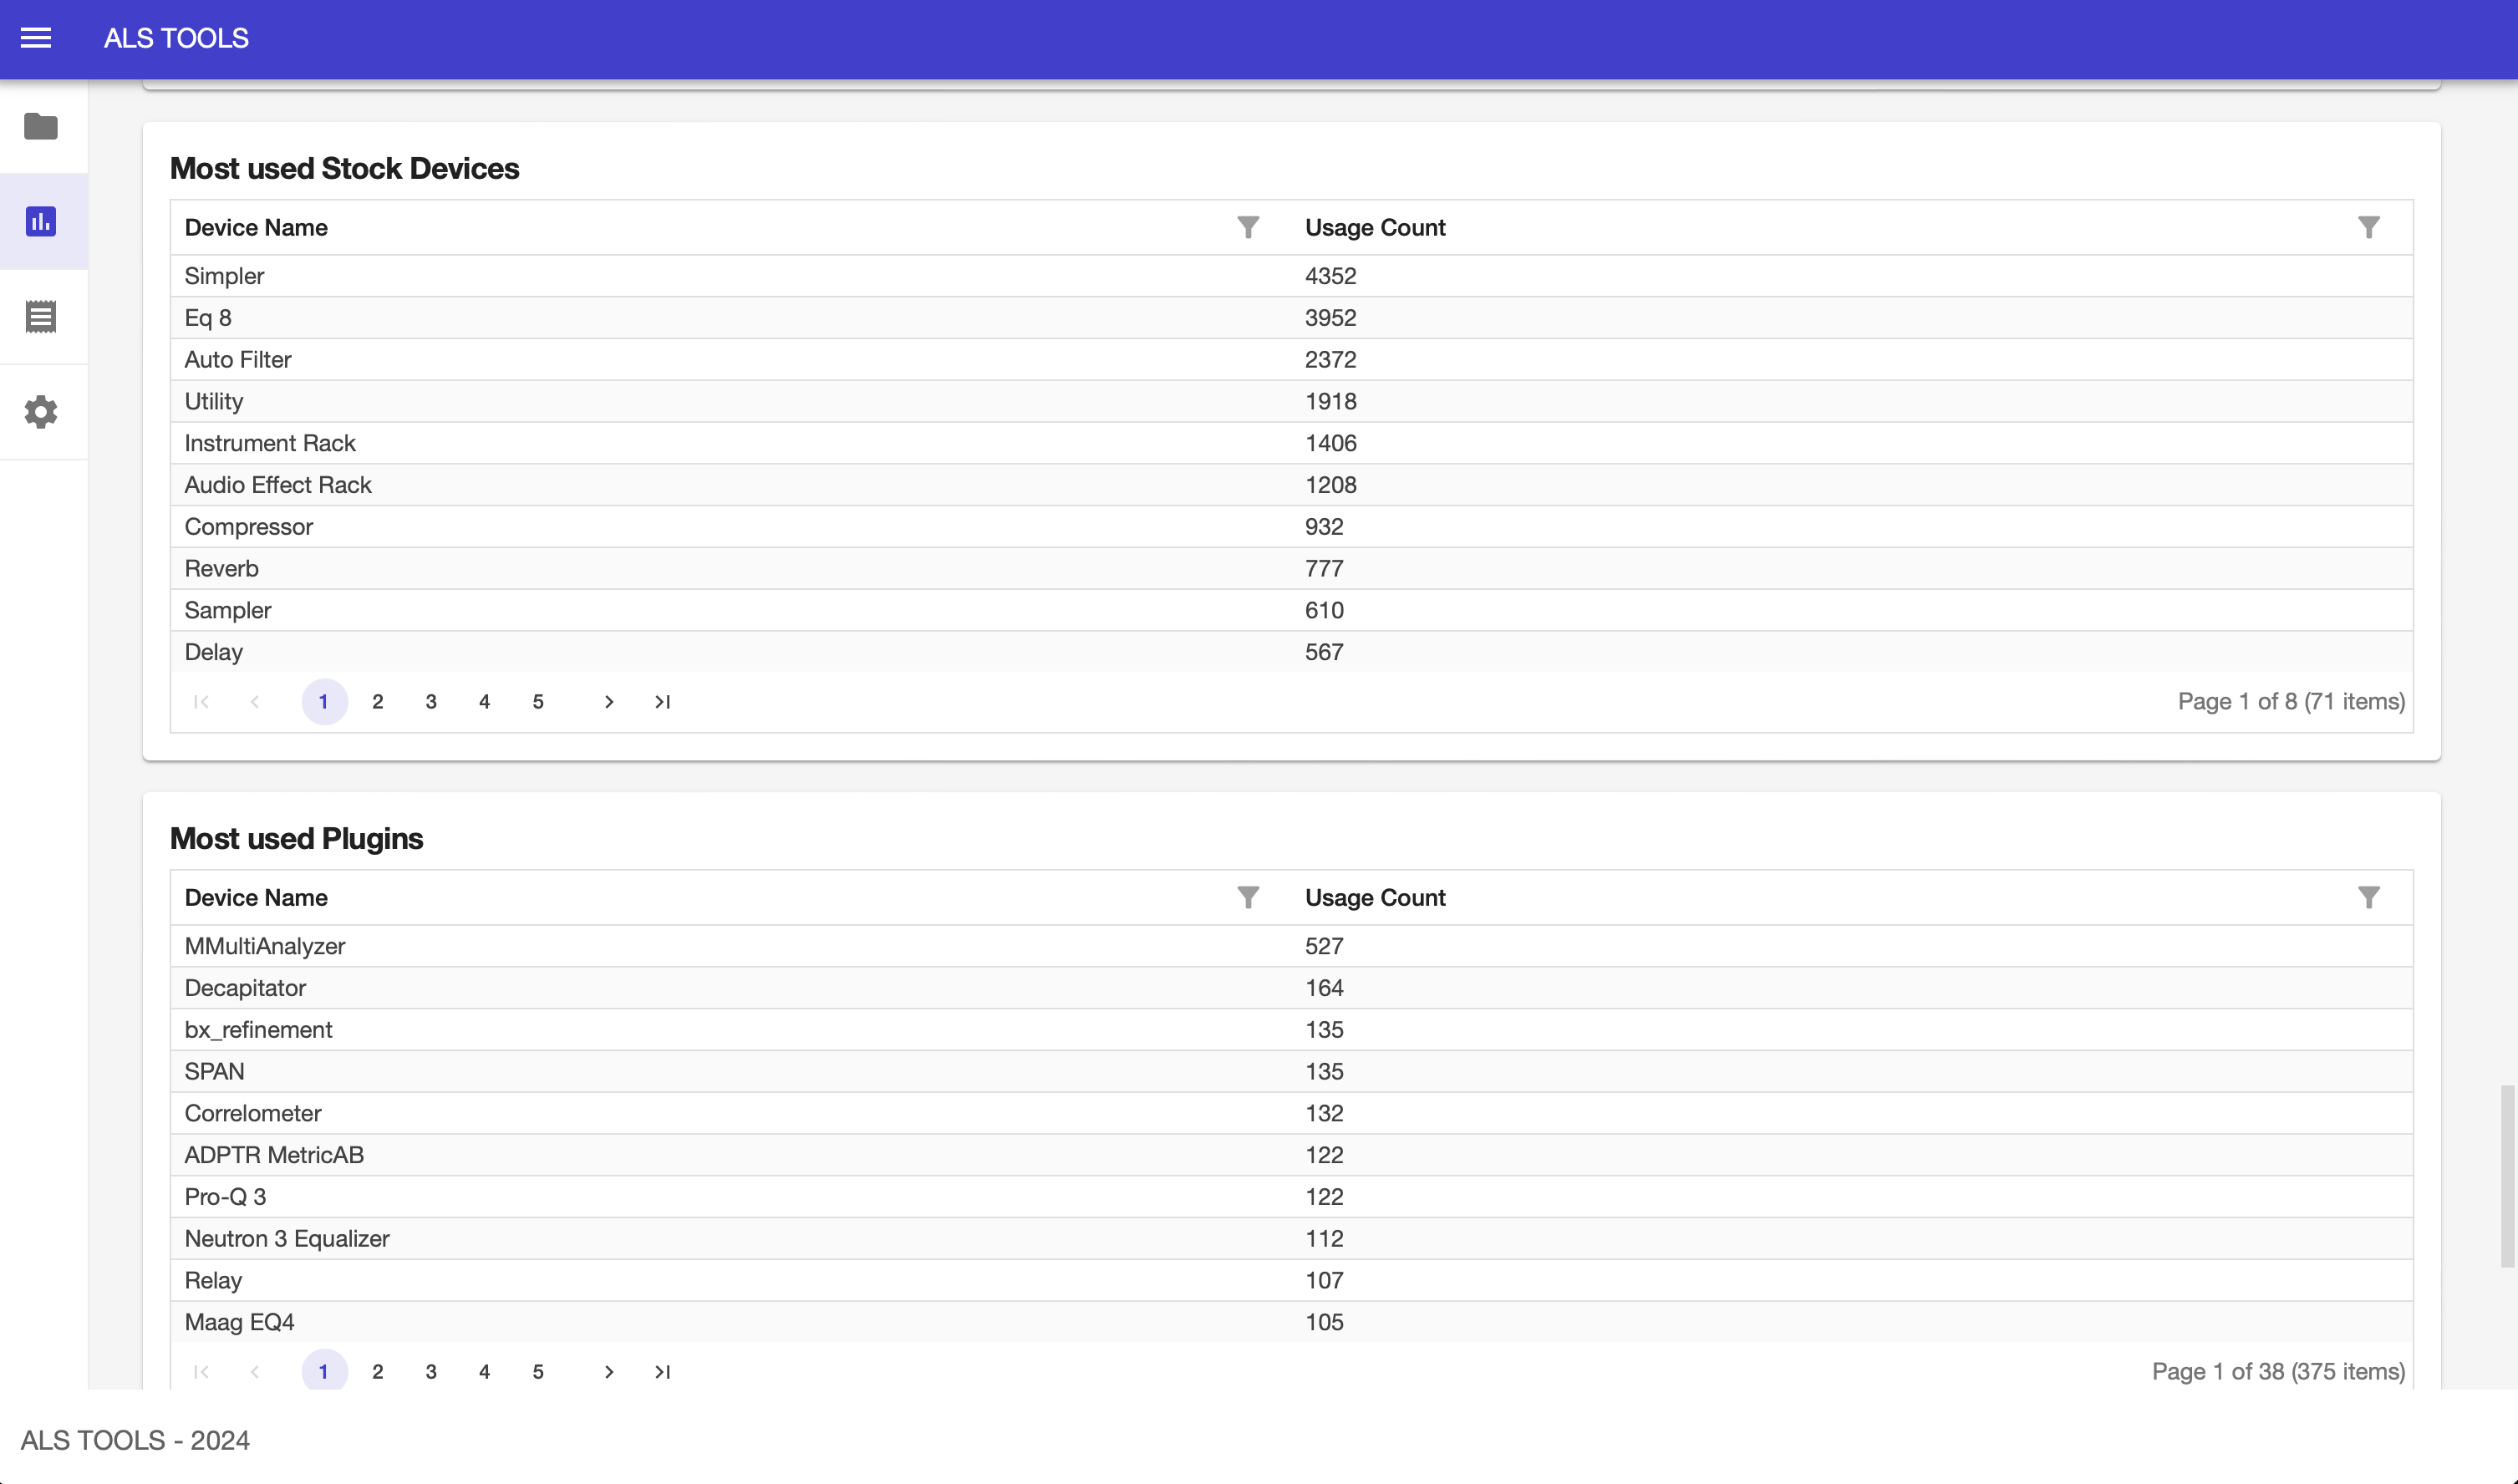 ALS TOOLS
Most used Stock Devices
Device Name Usage Count
Simpler 4352
Eq 8 3952
Auto Filter 2372
Utility 1918
Instrument Rack 1406
Audio Effect Rack 1208
Compressor 932
Reverb 777
Sampler 610
Delay 567
1 2 3 4 5 Page 1 of 8 (71 items)
Most used Plugins
Device Name Usage Count
MMultiAnalyzer 527
Decapitator 164
bx_refinement 135
SPAN 135
Correlometer 132
ADPTR MetricAB 122
Pro-Q 3 122
Neutron 3 Equalizer 112
Relay 107
Maag EQ4 105
1 2 3 4 5 Page 1 of 38 (375 items)
ALS TOOLS - 2024